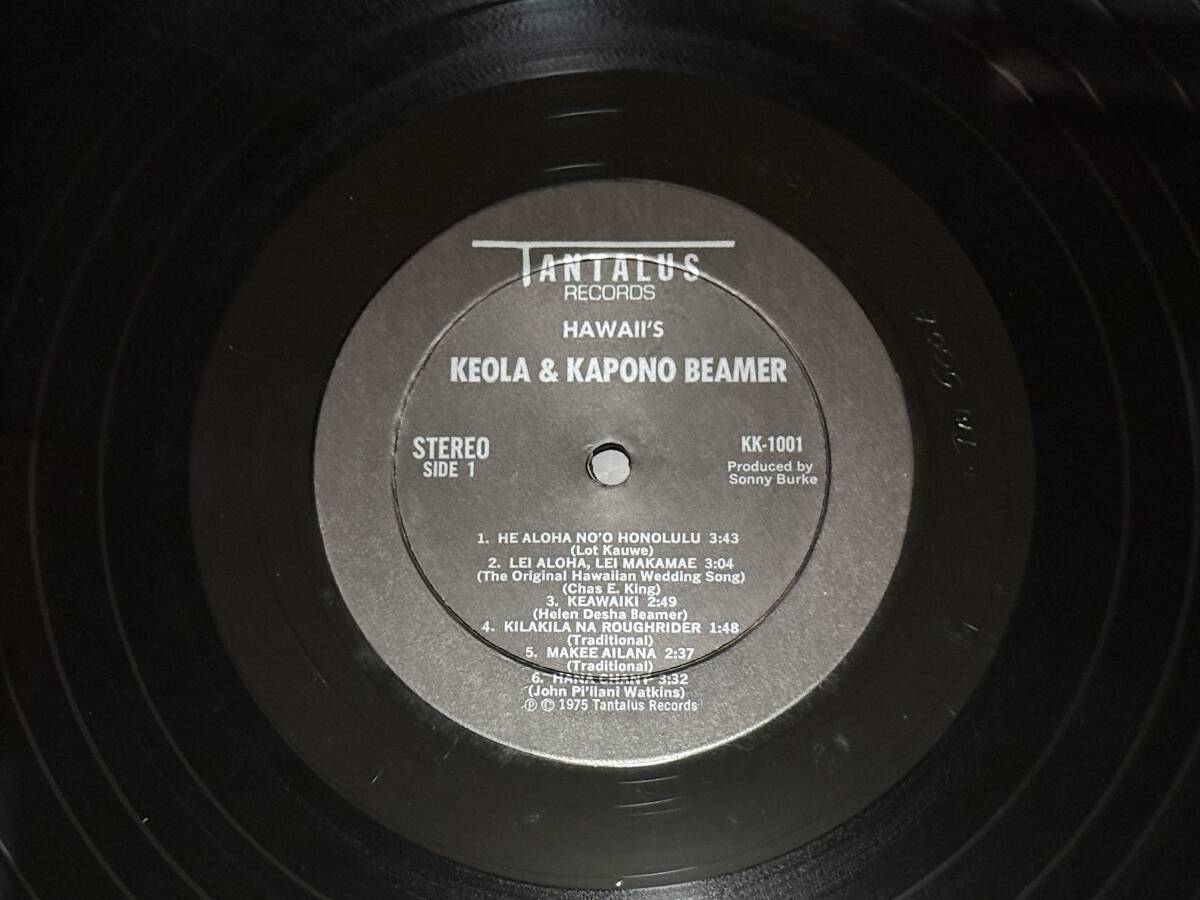 TANTALUS
RECORDS
HAWAII'S
KEOLA & KAPONO BEAMER
STEREO
SIDE 1
KK-1001
Produced by
Sonny Burke
1. HE ALOHA NO'O HONOLULU 3:43
(Lot Kauwe)
2. LEI ALOHA, LEI MAKAMAE 3:04
(The Original Hawaiian Wedding Song)
(Chas E. King)
3. KEAWAIKI 2:49
(Helen Desha Beamer)
4. KILAKILA NA ROUGHRIDER 1:48
(Traditional)
5. MAKEE AILANA 2:37
(Traditional)
6. HANA CHANT 3:32
(John Pi'ilani Watkins)
℗ © 1975 Tantalus Records